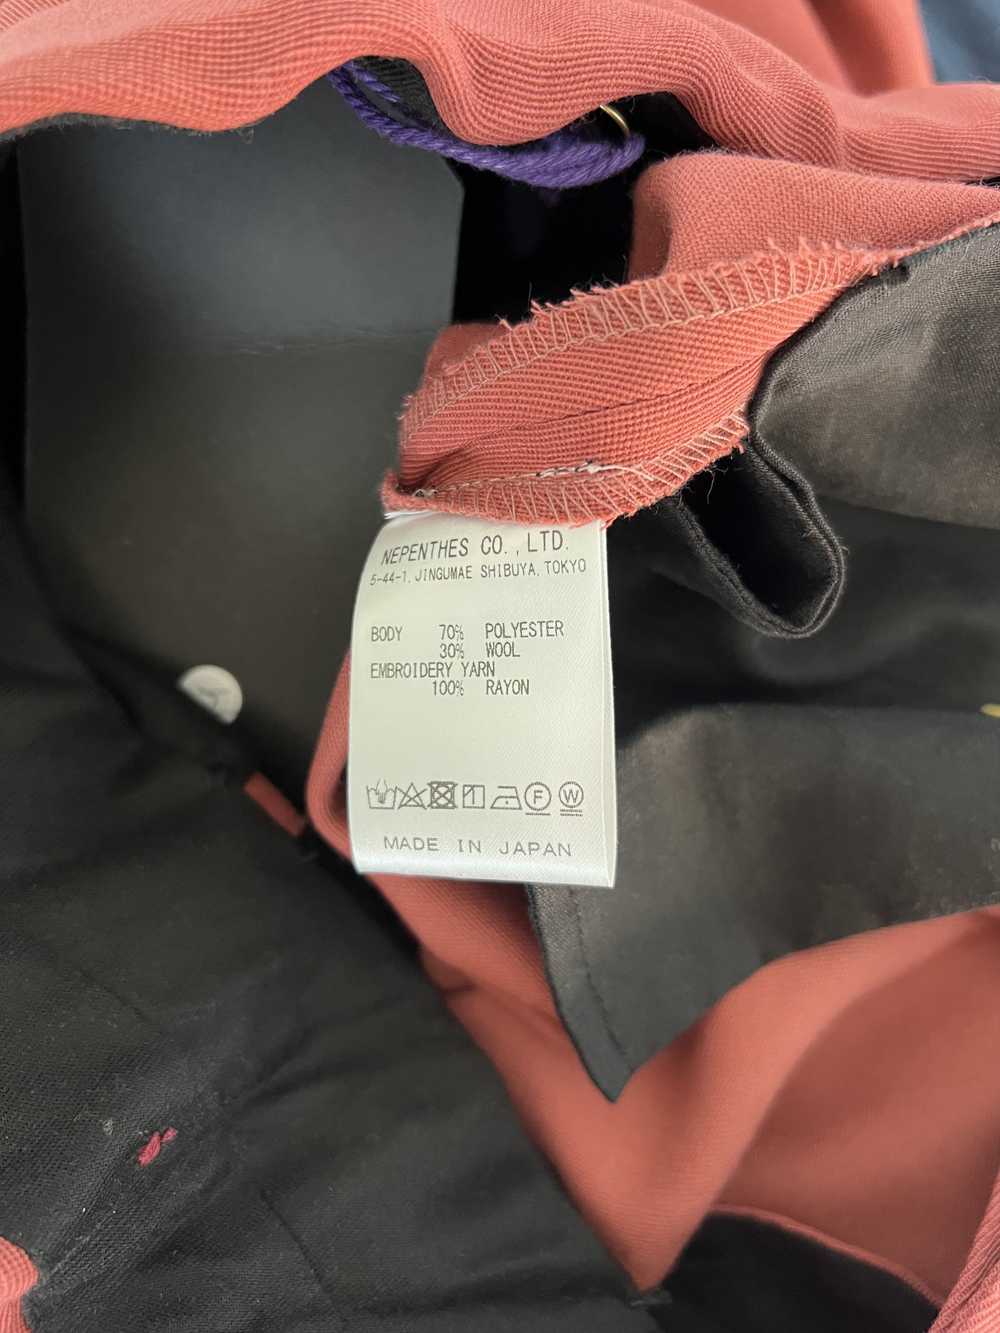 NEPENTHES CO.,LTD.
5-44-1, JINGUMAE SHIBUYA, TOKYO
BODY 70% POLYESTER
30% WOOL
EMBROIDERY YARN
100% RAYON
1 F W
MADE IN JAPAN